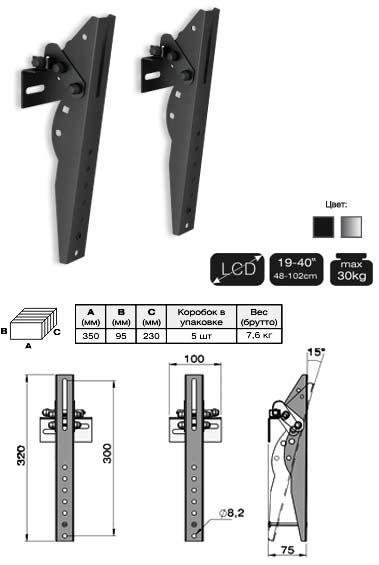 Цвет:
LCD
19-40"
48-102cm
max
30kg
B
A
C
A
(мм)
B
(мм)
C
(мм)
Коробок в
упаковке
Вес
(брутто)
350
95
230
5 шт
7,6 кг
100
15°
320
300
Ø8,2
75